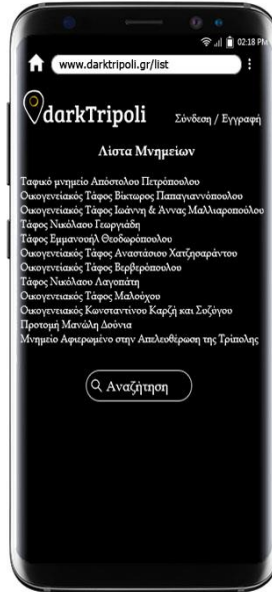 02:18 PM
www.darktripoli.gr/list
darkTripoli
Σύνδεση / Εγγραφή
Λίστα Μνημείων
Ταφικό μνημείο Απόστολου Πετρόπουλου
Οικογενειακός Τάφος Βίκτωρος Παπαγιαννόπουλου
Οικογενειακός Τάφος Ιωάννη & Άννας Μαλλιαροπούλου
Τάφος Νικόλαου Γεωργιάδη
Τάφος Εμμανουήλ Θεοδωρόπουλου
Οικογενειακός Τάφος Αναστάσιου Χατζησαράντου
Οικογενειακός Τάφος Βερβερόπουλου
Τάφος Νικόλαου Λαγοπάτη
Οικογενειακός Τάφος Μαλούχου
Οικογενειακός Κωνσταντίνου Καρζή και Συζύγου
Προτομή Μανώλη Δούνια
Μνημείο Αφιερωμένο στην Απελευθέρωση της Τρίπολης
Αναζήτηση